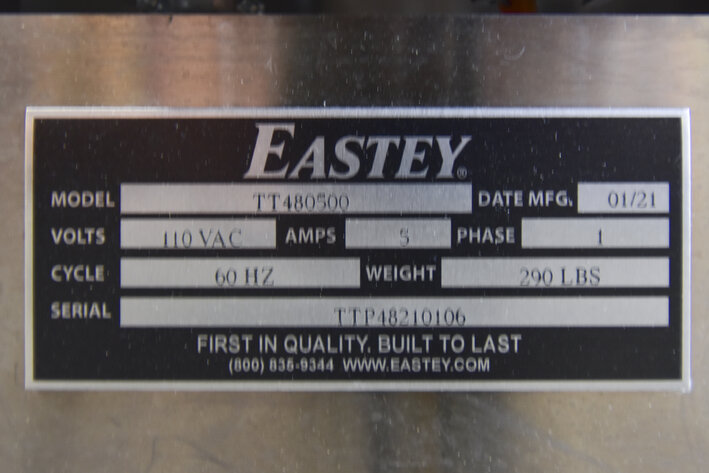 EASTEY®
MODEL TT480500 DATE MFG. 01/21
VOLTS 110 VAC AMPS 5 PHASE 1
CYCLE 60 HZ WEIGHT 290 LBS
SERIAL TTP48210106
FIRST IN QUALITY, BUILT TO LAST
(800) 835-9344 WWW.EASTEY.COM